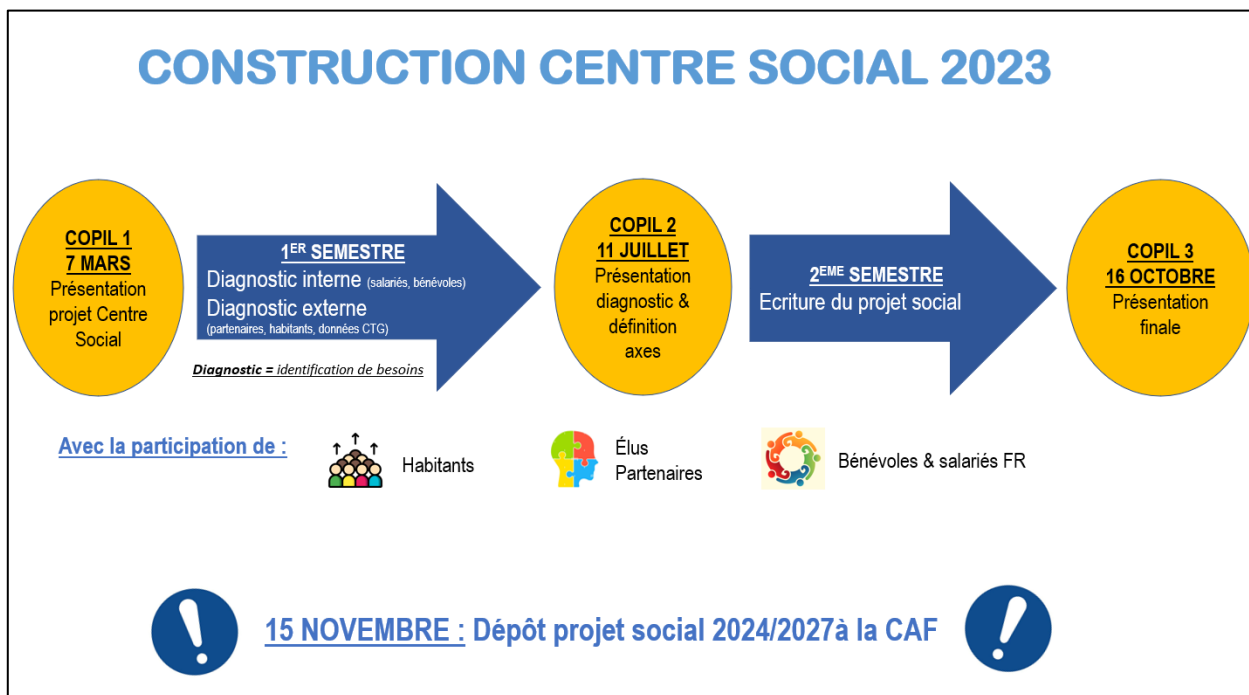 CONSTRUCTION CENTRE SOCIAL 2023
COPIL 1
7 MARS
Présentation
projet Centre
Social
1ER SEMESTRE
Diagnostic interne (salariés, bénévoles)
Diagnostic externe
(partenaires, habitants, données CTG)
Diagnostic = identification de besoins
COPIL 2
11 JUILLET
Présentation
diagnostic &
définition
axes
2EME SEMESTRE
Ecriture du projet social
COPIL 3
16 OCTOBRE
Présentation
finale
Avec la participation de :
Habitants
Élus
Partenaires
Bénévoles & salariés FR
15 NOVEMBRE : Dépôt projet social 2024/2027à la CAF